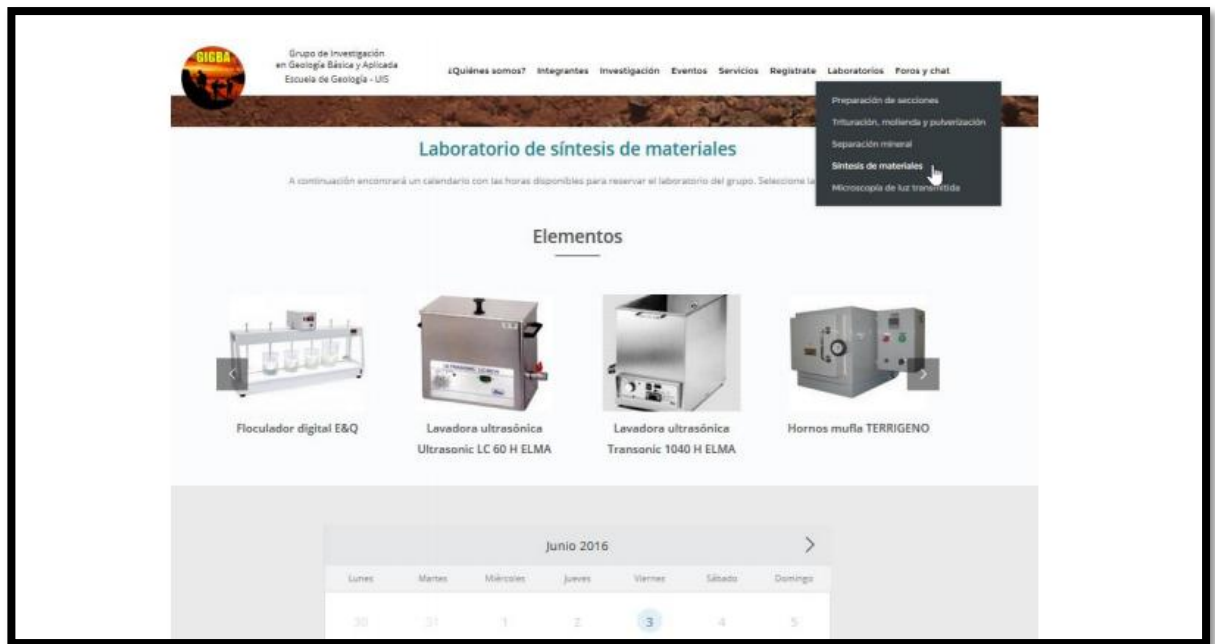 GIGBA
Grupo de Investigación
en Geología Básica y Aplicada
Escuela de Geología - UIS
¿Quiénes somos? Integrantes Investigación Eventos Servicios Registrate Laboratorios Foros y chat
Preparación de secciones
Trituración, molienda y pulverización
Separación mineral
Síntesis de materiales
Microscopía de luz transmitida
Laboratorio de síntesis de materiales
A continuación enconrará un calendario con las horas disponibles para reservar el laboratorio del grupo. Seleccione la
Elementos
Floculador digital E&Q
Lavadora ultrasónica
Ultrasonic LC 60 H ELMA
Lavadora ultrasónica
Transonic 1040 H ELMA
Hornos mufla TERRIGENO
Junio 2016
Lunes Martes Miércoles Jueves Viernes Sábado Domingo
30 31 1 2 3 4 5